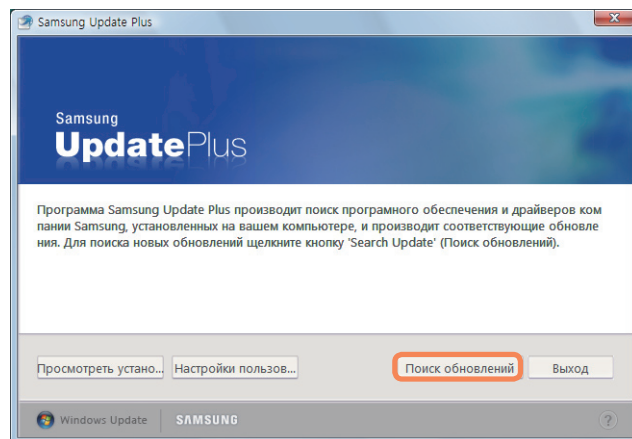 Samsung Update Plus
Samsung
UpdatePlus
Программа Samsung Update Plus производит поиск програмного обеспечения и драйверов ком
пании Samsung, установленных на вашем компьютере, и производит соответствующие обновле
ния. Для поиска новых обновлений щелкните кнопку 'Search Update' (Поиск обновлений).
Просмотреть устано... Настройки пользов... Поиск обновлений Выход
Windows Update SAMSUNG ?